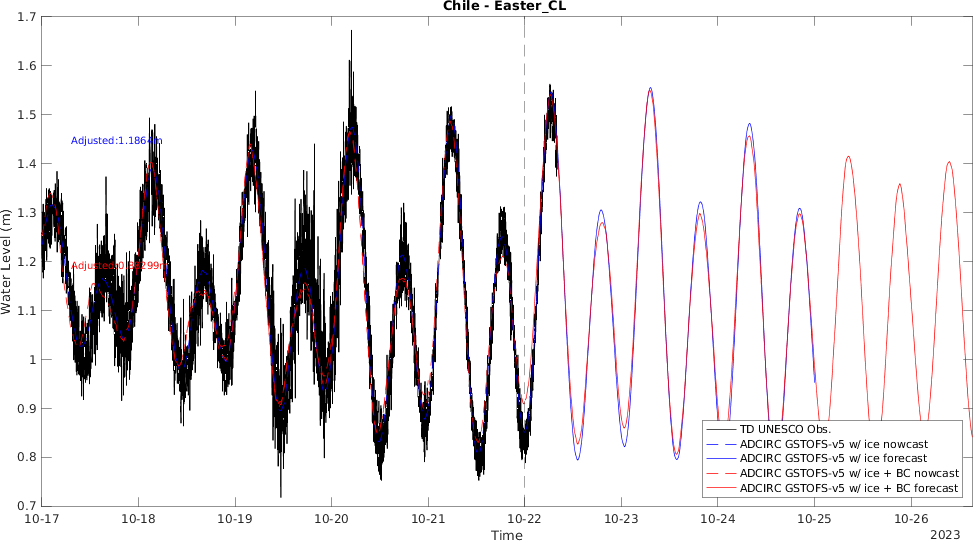 Chile - Easter_CL
Water Level (m)
1.7
1.6
1.5
1.4
1.3
1.2
1.1
1
0.9
0.8
0.7
Adjusted:1.1864m
TD UNESCO Obs.
ADCIRC GSTOFS-v5 w/ ice nowcast
ADCIRC GSTOFS-v5 w/ ice forecast
ADCIRC GSTOFS-v5 w/ ice + BC nowcast
ADCIRC GSTOFS-v5 w/ ice + BC forecast
10-17 10-18 10-19 10-20 10-21 10-22 10-23 10-24 10-25 10-26
Time
2023